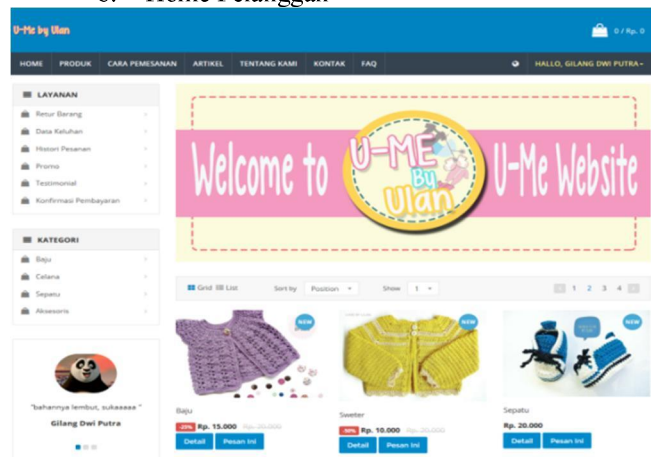 Home Pelanggan
U-Me by Ulan
0 / Rp. 0
HOME PRODUK CARA PEMESANAN ARTIKEL TENTANG KAMI KONTAK FAQ HALLO, GILANG DWI PUTRA
LAYANAN
Retur Barang
Data Keluhan
Histori Pesanan
Promo
Testimonial
Konfirmasi Pembayaran
Welcome to U-ME By Ulan U-Me Website
KATEGORI
Baju
Celana
Sepatu
Aksesoris
Grid List Sort by Position Show 1 1 2 3 4
NEW NEW NEW
"bahannya lembut, sukaaaaa "
Gilang Dwi Putra
Baju
-25% Rp. 15.000 Rp. 20.000
Detail Pesan Ini
Sweter
-50% Rp. 10.000 Rp. 20.000
Detail Pesan Ini
Sepatu
Rp. 20.000
Detail Pesan Ini